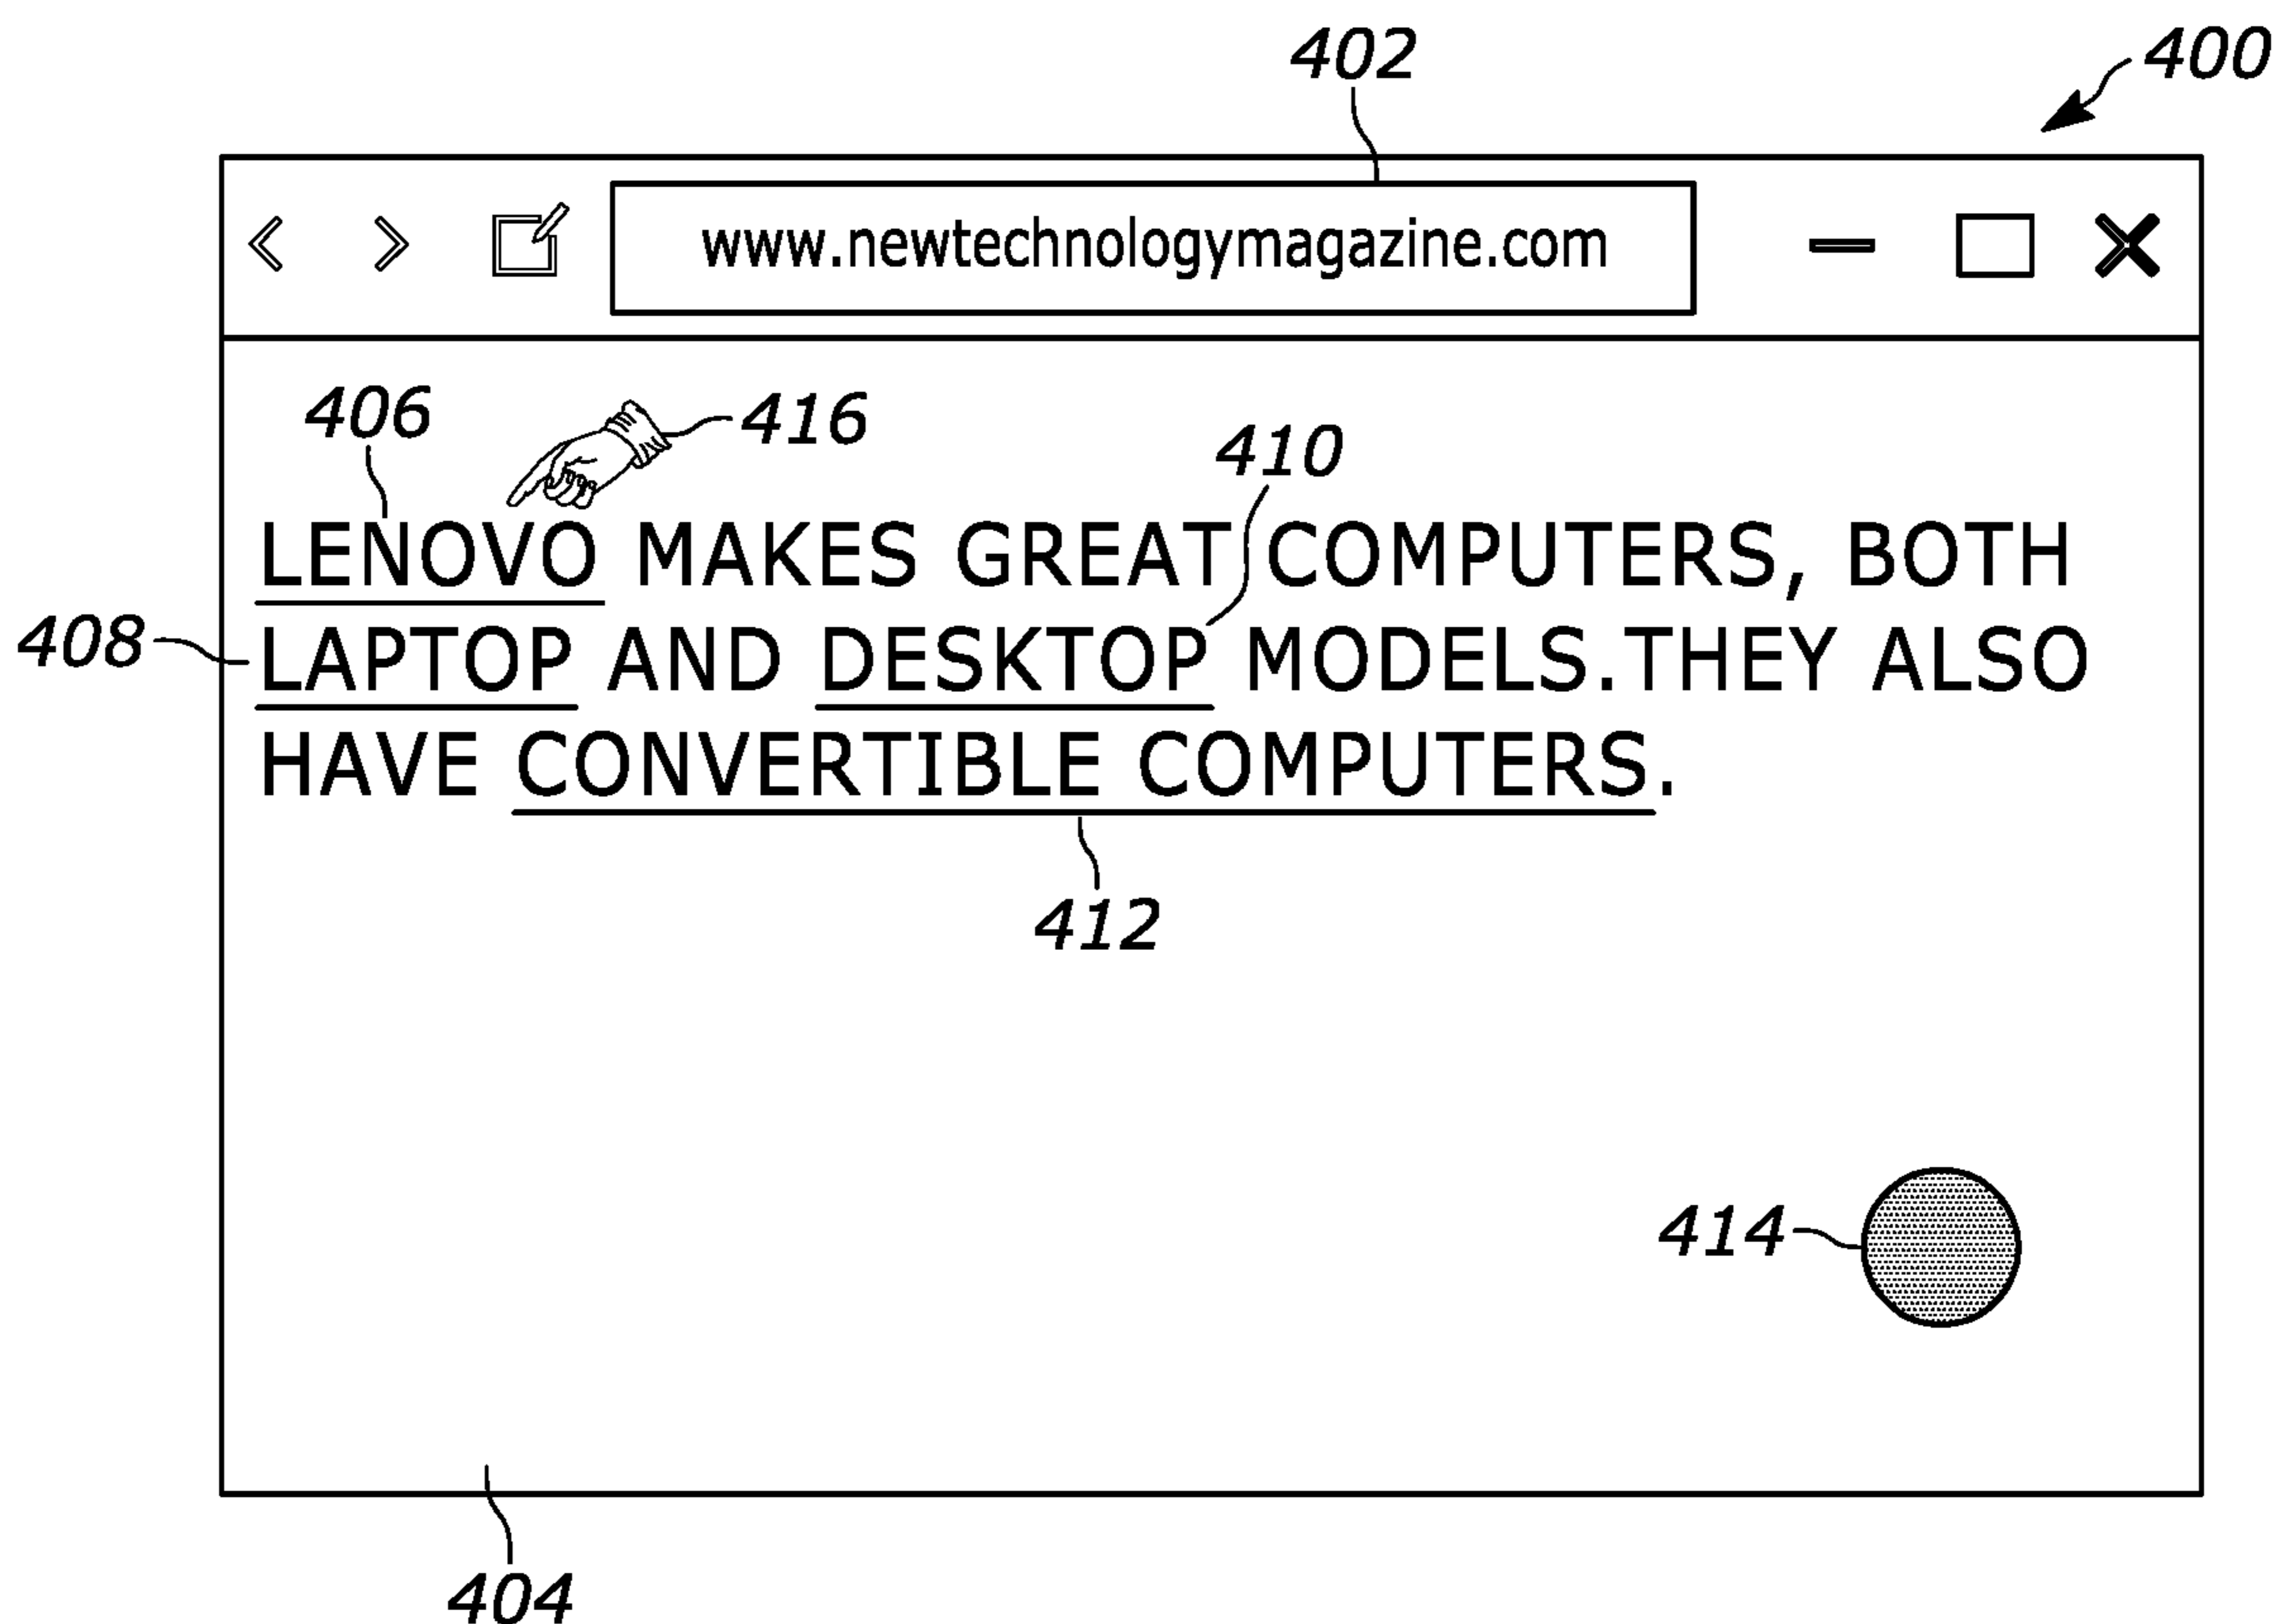 402
400
www.newtechnologymagazine.com
406
416
410
LENOVO MAKES GREAT COMPUTERS, BOTH
408
LAPTOP AND DESKTOP MODELS.THEY ALSO
HAVE CONVERTIBLE COMPUTERS.
412
414
404